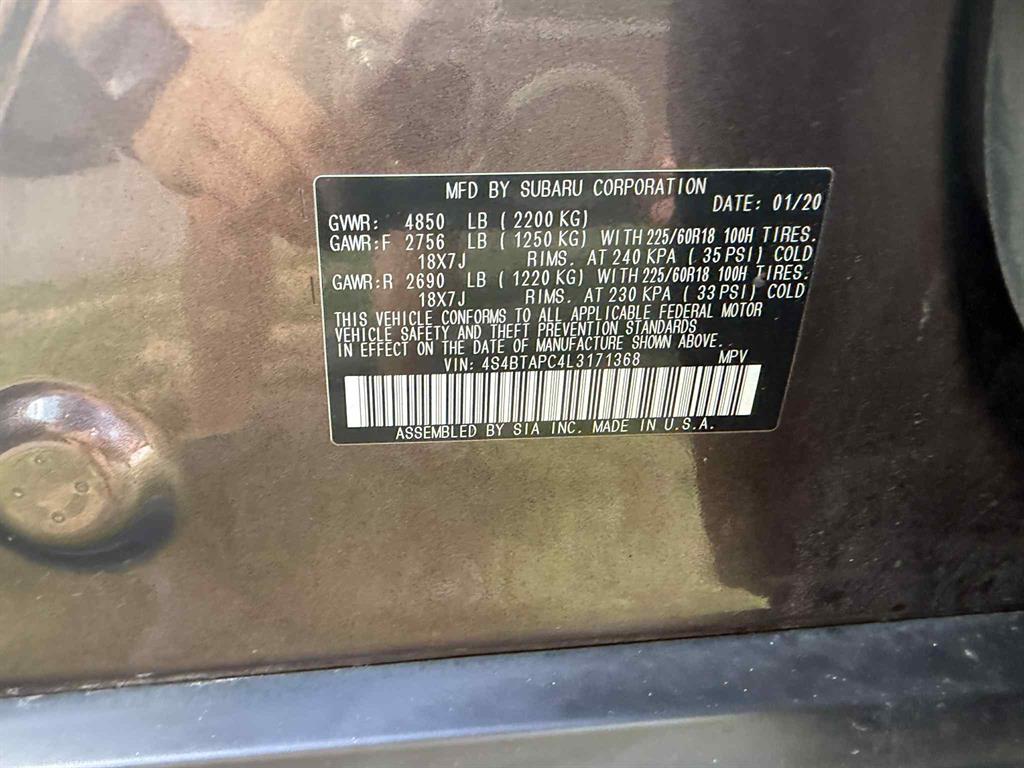 MFD BY SUBARU CORPORATION
DATE: 01/20
GVWR: 4850 LB ( 2200 KG)
GAWR:F 2756 LB ( 1250 KG) WITH 225/60R18 100H TIRES.
18X7J RIMS. AT 240 KPA ( 35 PSI) COLD
GAWR:R 2690 LB ( 1220 KG) WITH 225/60R18 100H TIRES.
18X7J RIMS. AT 230 KPA ( 33 PSI) COLD
THIS VEHICLE CONFORMS TO ALL APPLICABLE FEDERAL MOTOR
VEHICLE SAFETY AND THEFT PREVENTION STANDARDS
IN EFFECT ON THE DATE OF MANUFACTURE SHOWN ABOVE.
VIN: 4S4BTAPC4L3171368 MPV
ASSEMBLED BY SIA INC. MADE IN U.S.A.